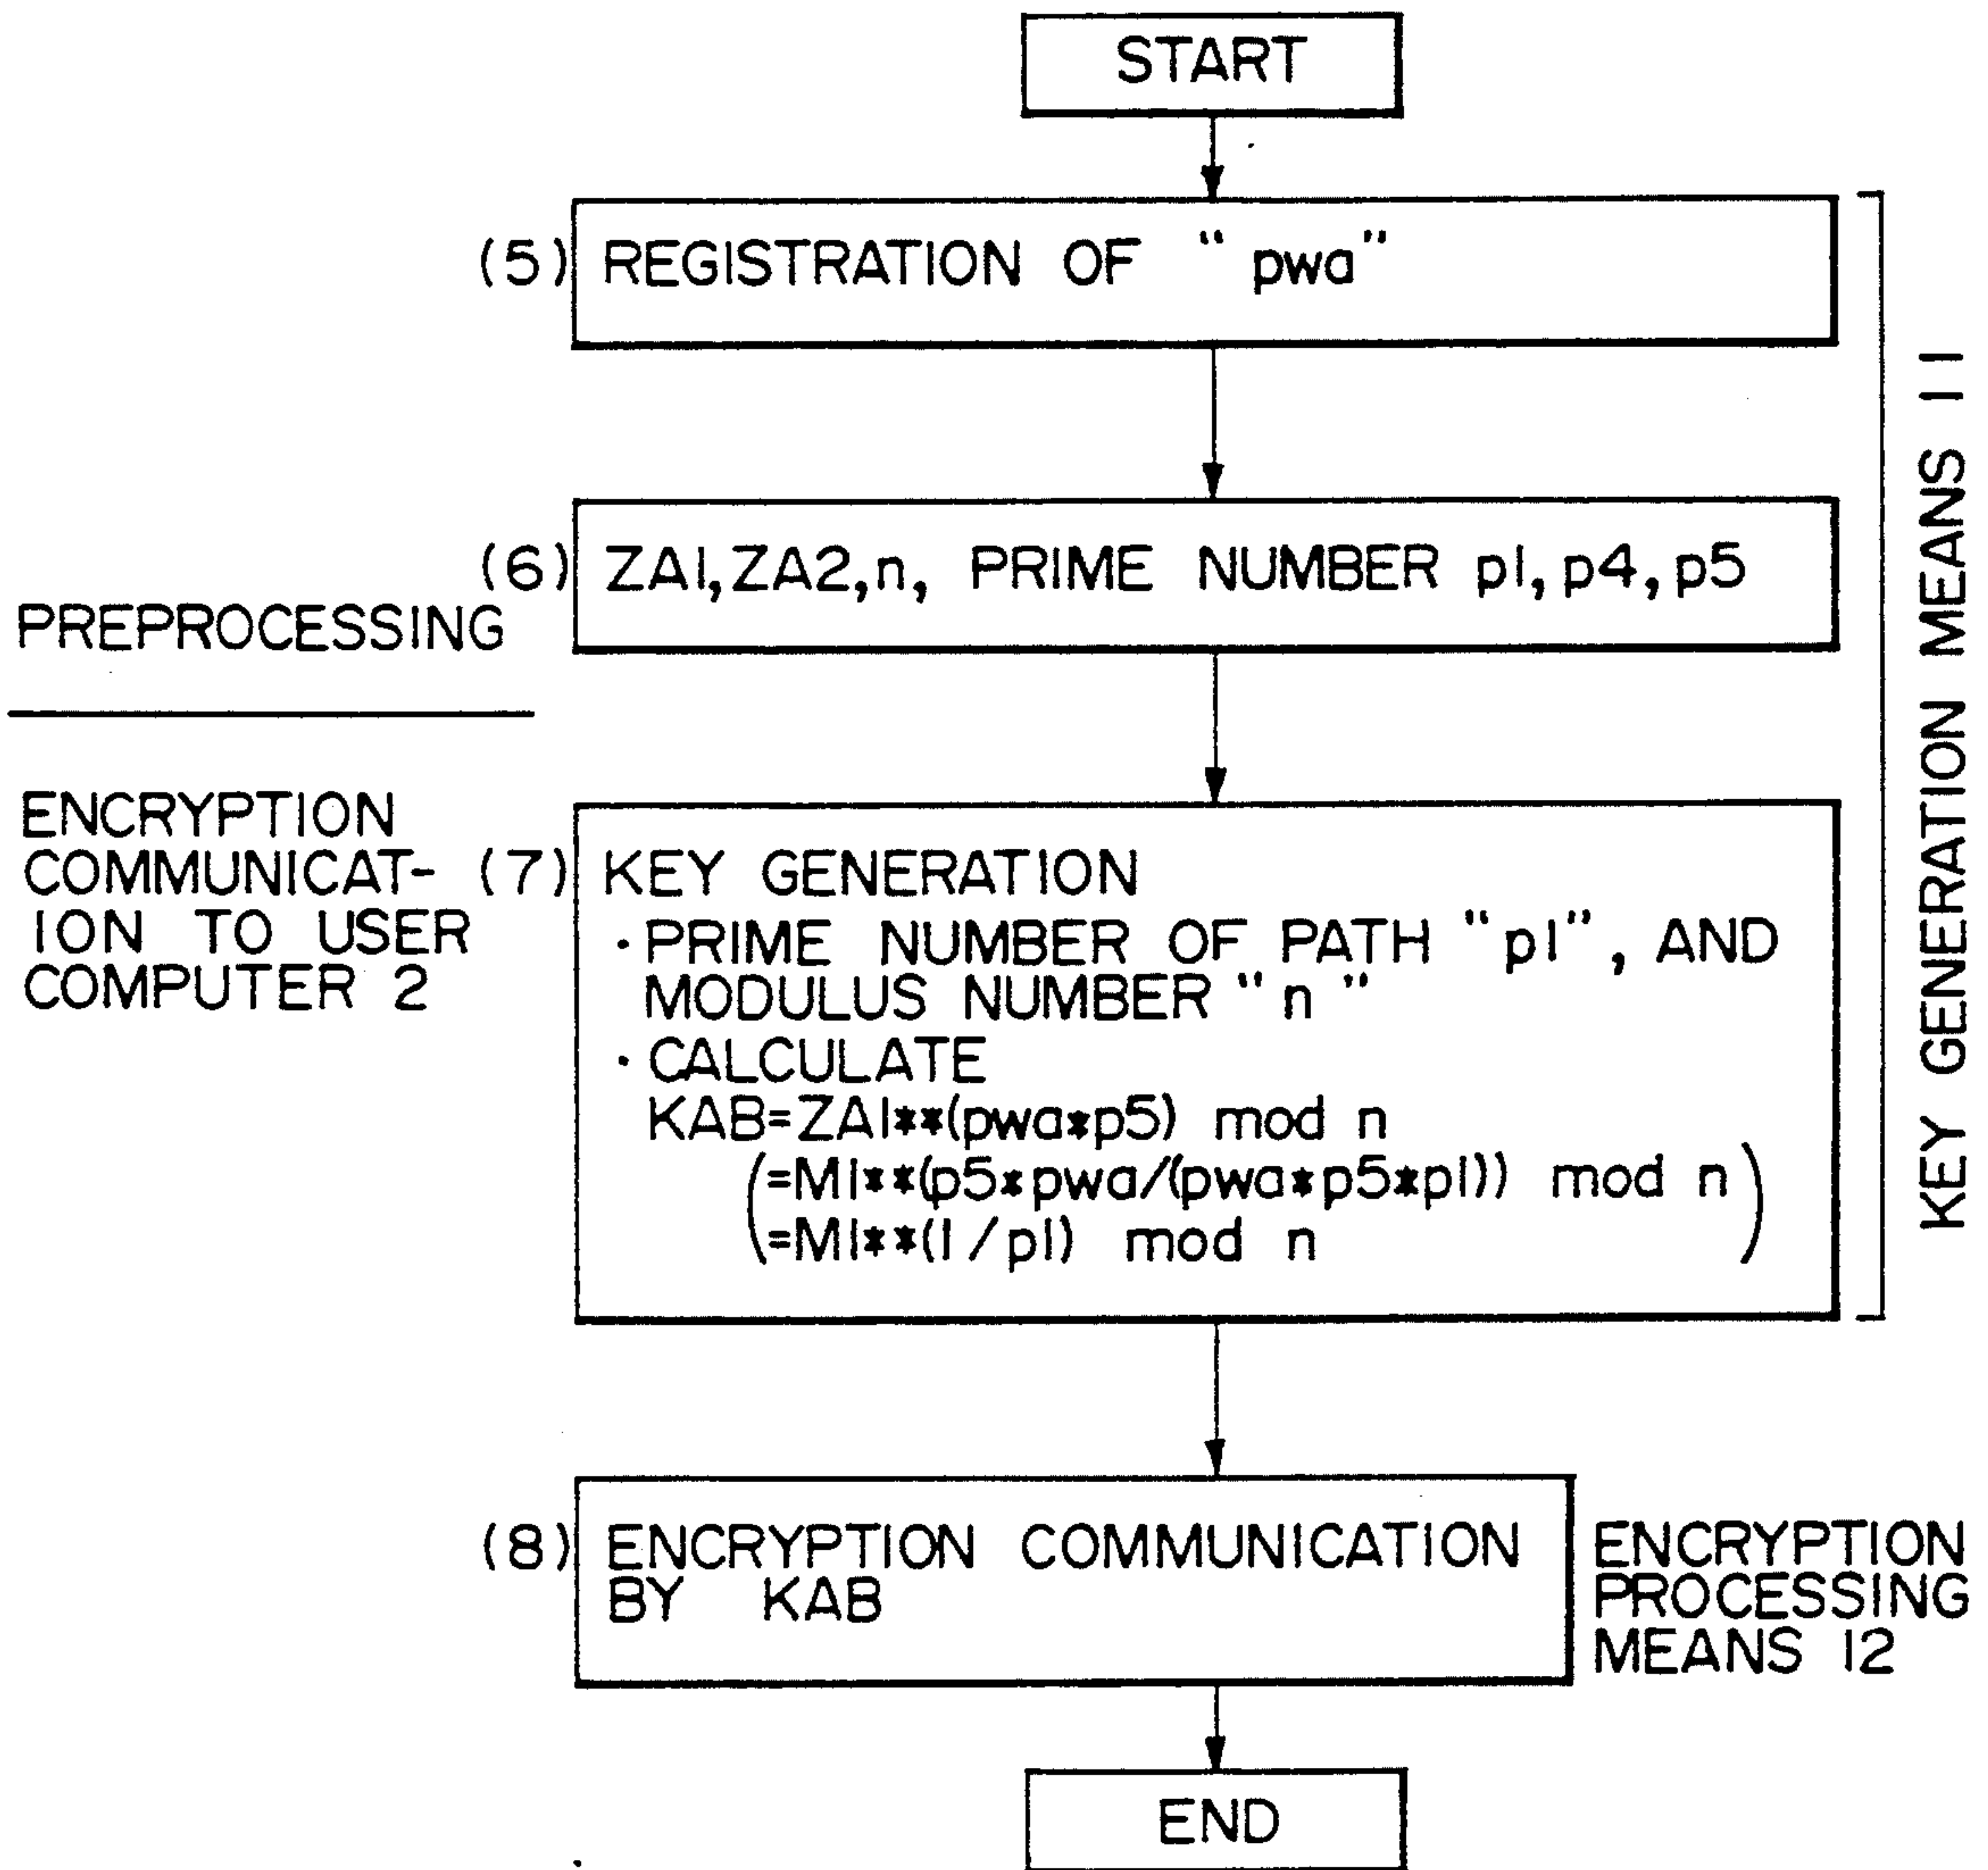 START
(5) REGISTRATION OF "pwa"
(6) ZA1,ZA2,n, PRIME NUMBER p1,p4,p5
PREPROCESSING
ENCRYPTION
COMMUNICAT-
ION TO USER
COMPUTER 2
(7) KEY GENERATION
· PRIME NUMBER OF PATH "p1", AND
MODULUS NUMBER "n"
· CALCULATE
KAB=ZA1**(pwa*p5) mod n
(=M1**(p5*pwa/(pwa*p5*p1)) mod n
=M1**(1/p1) mod n)
KEY GENERATION MEANS 11
(8) ENCRYPTION COMMUNICATION
BY KAB
ENCRYPTION
PROCESSING
MEANS 12
END